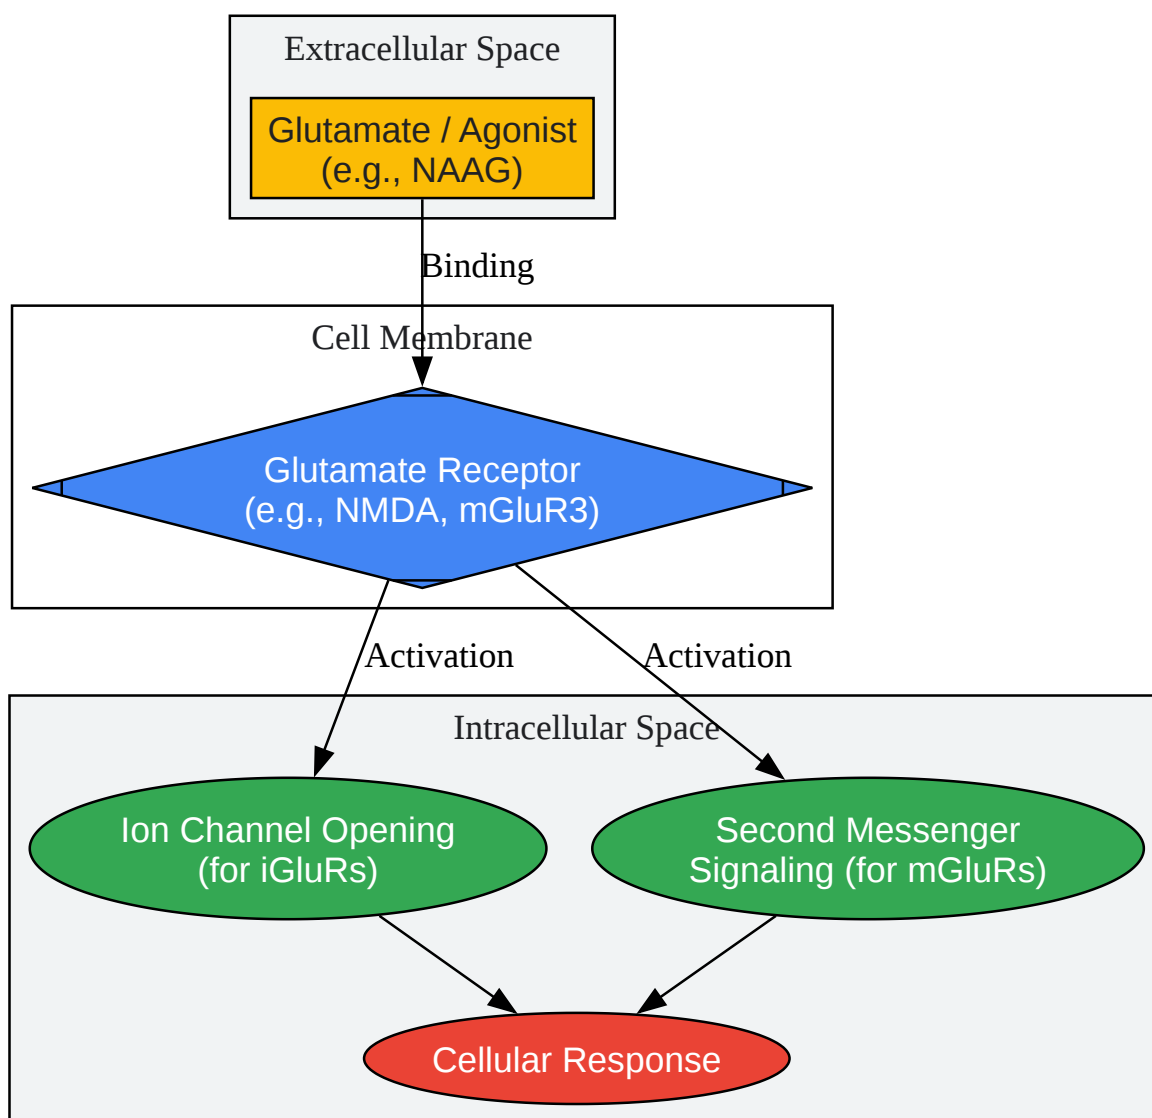 Extracellular Space
Glutamate / Agonist
(e.g., NAAG)
Binding
Cell Membrane
Glutamate Receptor
(e.g., NMDA, mGluR3)
Activation
Activation
Intracellular Space
Ion Channel Opening
(for iGluRs)
Second Messenger
Signaling (for mGluRs)
Cellular Response